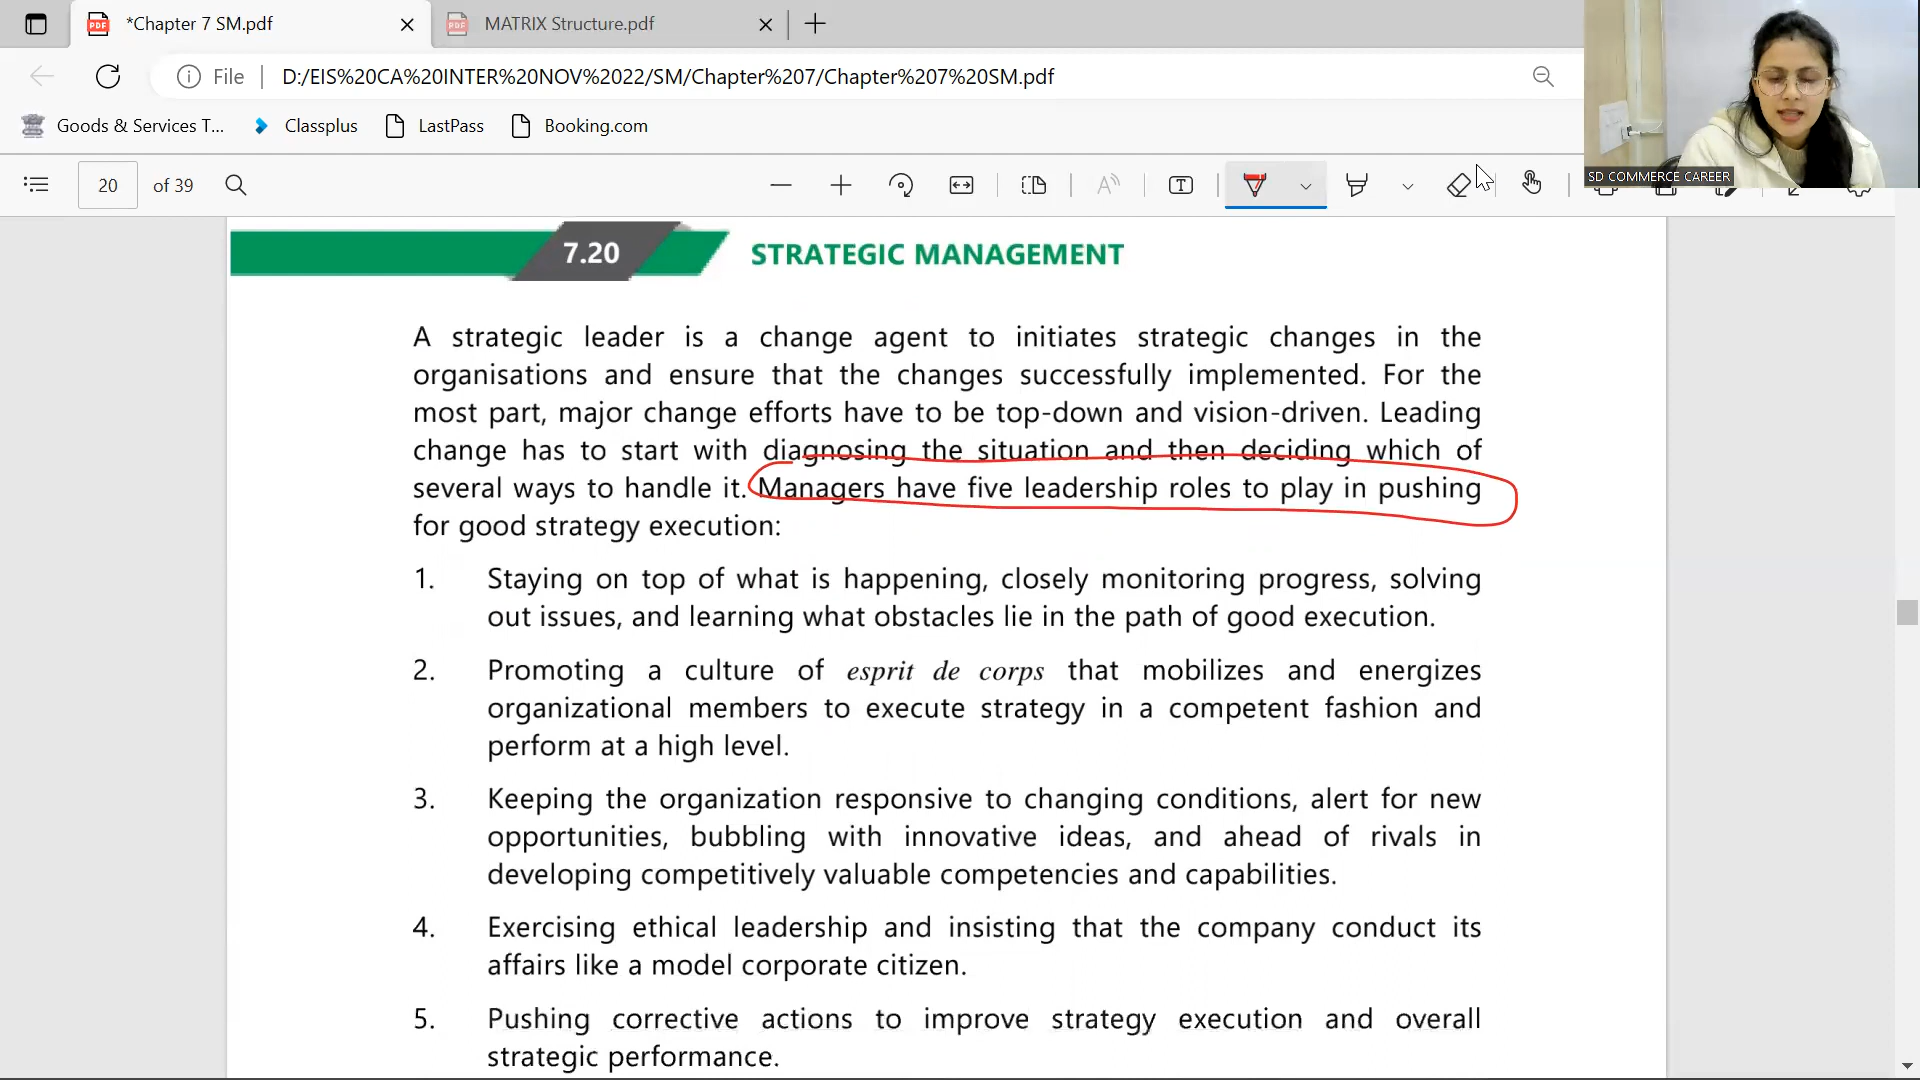 *Chapter 7 SM.pdf
MATRIX Structure.pdf
File
D:/EIS%20CA%20INTER%20NOV%2022/SM/Chapter%207/Chapter%207%20SM.pdf
Goods & Services T...
Classplus
LastPass
Booking.com
20
of 39
SD COMMERCE CAREER
7.20
STRATEGIC MANAGEMENT
A strategic leader is a change agent to initiates strategic changes in the
organisations and ensure that the changes successfully implemented. For the
most part, major change efforts have to be top-down and vision-driven. Leading
change has to start with diagnosing the situation and then deciding which of
several ways to handle it. Managers have five leadership roles to play in pushing
for good strategy execution:
1. Staying on top of what is happening, closely monitoring progress, solving
out issues, and learning what obstacles lie in the path of good execution.
2. Promoting a culture of esprit de corps that mobilizes and energizes
organizational members to execute strategy in a competent fashion and
perform at a high level.
3. Keeping the organization responsive to changing conditions, alert for new
opportunities, bubbling with innovative ideas, and ahead of rivals in
developing competitively valuable competencies and capabilities.
4. Exercising ethical leadership and insisting that the company conduct its
affairs like a model corporate citizen.
5. Pushing corrective actions to improve strategy execution and overall
strategic performance.